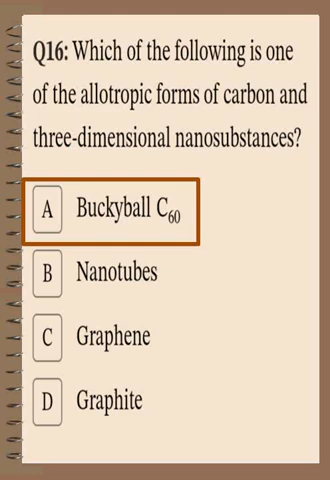 Q16: Which of the following is one
of the allotropic forms of carbon and
three-dimensional nanosubstances?
A Buckyball C₆₀
B Nanotubes
C Graphene
D Graphite